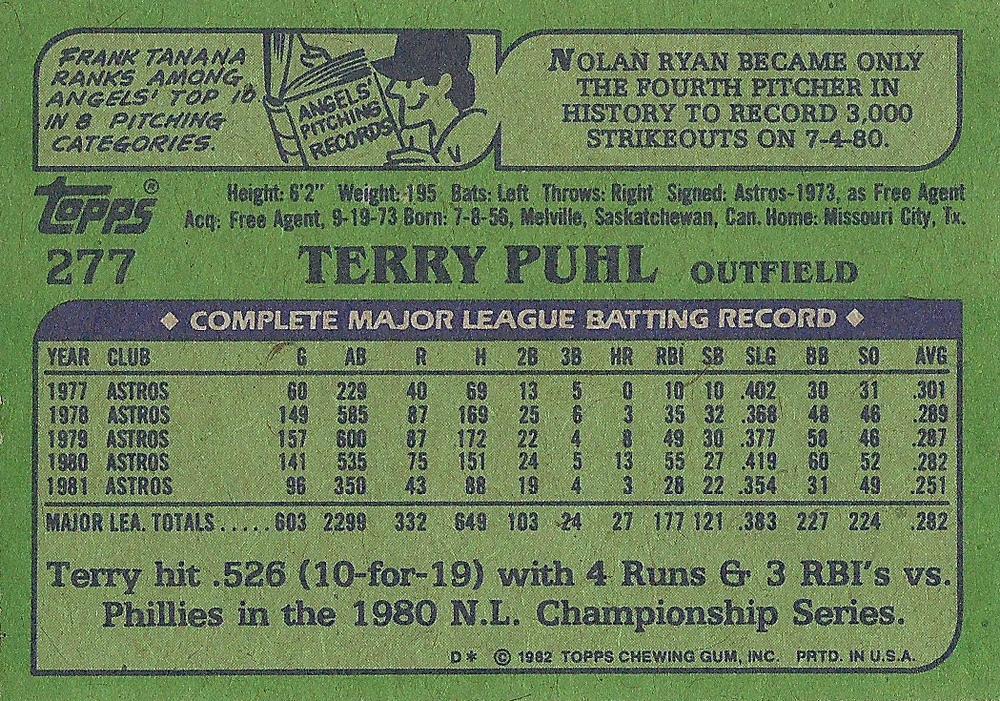 FRANK TANANA
RANKS AMONG
ANGELS' TOP 10
IN 8 PITCHING
CATEGORIES.
ANGELS'
PITCHING
RECORDS
NOLAN RYAN BECAME ONLY
THE FOURTH PITCHER IN
HISTORY TO RECORD 3,000
STRIKEOUTS ON 7-4-80.
topps®
Height: 6'2" Weight: 195 Bats: Left Throws: Right Signed: Astros-1973, as Free Agent
Acq: Free Agent, 9-19-73 Born: 7-8-56, Melville, Saskatchewan, Can. Home: Missouri City, Tx.
277 TERRY PUHL OUTFIELD
◆ COMPLETE MAJOR LEAGUE BATTING RECORD ◆
YEAR CLUB G AB R H 2B 3B HR RBI SB SLG BB SO AVG
1977 ASTROS 60 229 40 69 13 5 0 10 10 .402 30 31 .301
1978 ASTROS 149 585 87 169 25 6 3 35 32 .368 48 46 .289
1979 ASTROS 157 600 87 172 22 4 8 49 30 .377 58 46 .287
1980 ASTROS 141 535 75 151 24 5 13 55 27 .419 60 52 .282
1981 ASTROS 96 350 43 88 19 4 3 28 22 .354 31 49 .251
MAJOR LEA. TOTALS ..... 603 2299 332 649 103 24 27 177 121 .383 227 224 .282
Terry hit .526 (10-for-19) with 4 Runs & 3 RBI's vs.
Phillies in the 1980 N.L. Championship Series.
D* © 1982 TOPPS CHEWING GUM, INC. PRTD. IN U.S.A.